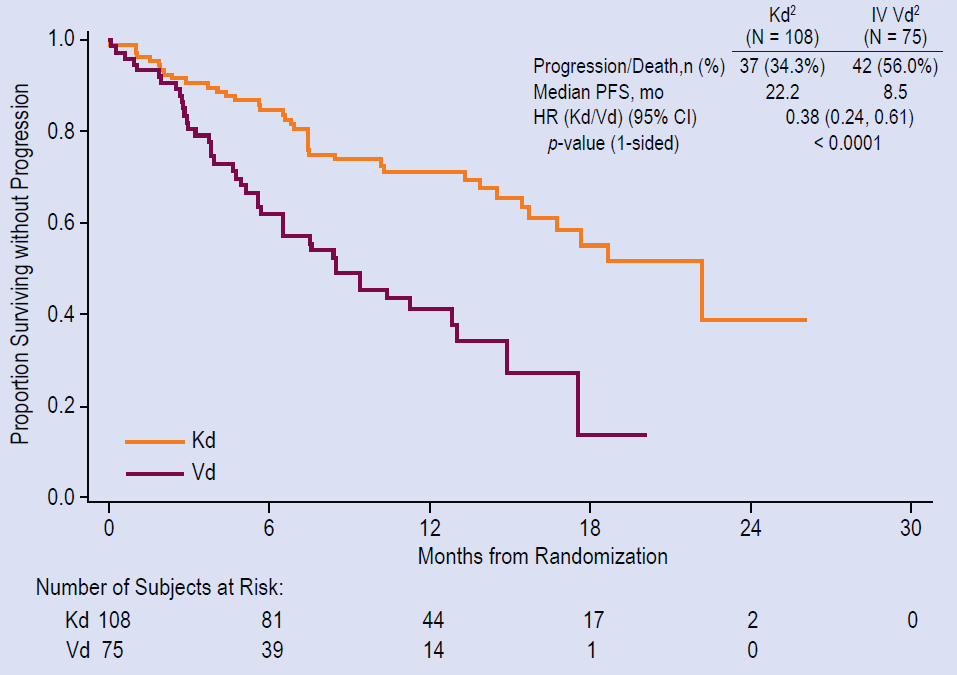 Kd2 IV Vd2
(N = 108) (N = 75)
Progression/Death,n (%) 37 (34.3%) 42 (56.0%)
Median PFS, mo 22.2 8.5
HR (Kd/Vd) (95% CI) 0.38 (0.24, 0.61)
p-value (1-sided) < 0.0001
Proportion Surviving without Progression
1.0
0.8
0.6
0.4
0.2
0.0
Kd
Vd
0 6 12 18 24 30
Months from Randomization
Number of Subjects at Risk:
Kd 108 81 44 17 2 0
Vd 75 39 14 1 0